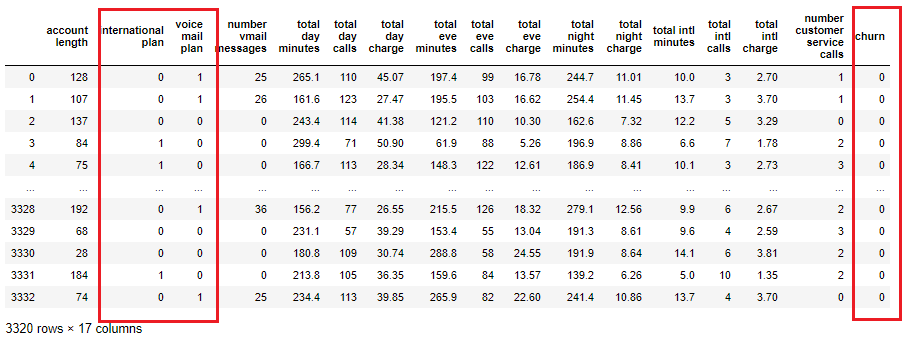 account length international plan voice mail plan number vmail messages total day minutes total day calls total day charge total eve minutes total eve calls total eve charge total night minutes total night charge total intl minutes total intl calls total intl charge number customer service calls churn
0 128 0 1 25 265.1 110 45.07 197.4 99 16.78 244.7 11.01 10.0 3 2.70 1 0
1 107 0 1 26 161.6 123 27.47 195.5 103 16.62 254.4 11.45 13.7 3 3.70 1 0
2 137 0 0 0 243.4 114 41.38 121.2 110 10.30 162.6 7.32 12.2 5 3.29 0 0
3 84 1 0 0 299.4 71 50.90 61.9 88 5.26 196.9 8.86 6.6 7 1.78 2 0
4 75 1 0 0 166.7 113 28.34 148.3 122 12.61 186.9 8.41 10.1 3 2.73 3 0
... ... ... ... ... ... ... ... ... ... ... ... ... ... ... ... ... ...
3328 192 0 1 36 156.2 77 26.55 215.5 126 18.32 279.1 12.56 9.9 6 2.67 2 0
3329 68 0 0 0 231.1 57 39.29 153.4 55 13.04 191.3 8.61 9.6 4 2.59 3 0
3330 28 0 0 0 180.8 109 30.74 288.8 58 24.55 191.9 8.64 14.1 6 3.81 2 0
3331 184 1 0 0 213.8 105 36.35 159.6 84 13.57 139.2 6.26 5.0 10 1.35 2 0
3332 74 0 1 25 234.4 113 39.85 265.9 82 22.60 241.4 10.86 13.7 4 3.70 0 0
3320 rows × 17 columns